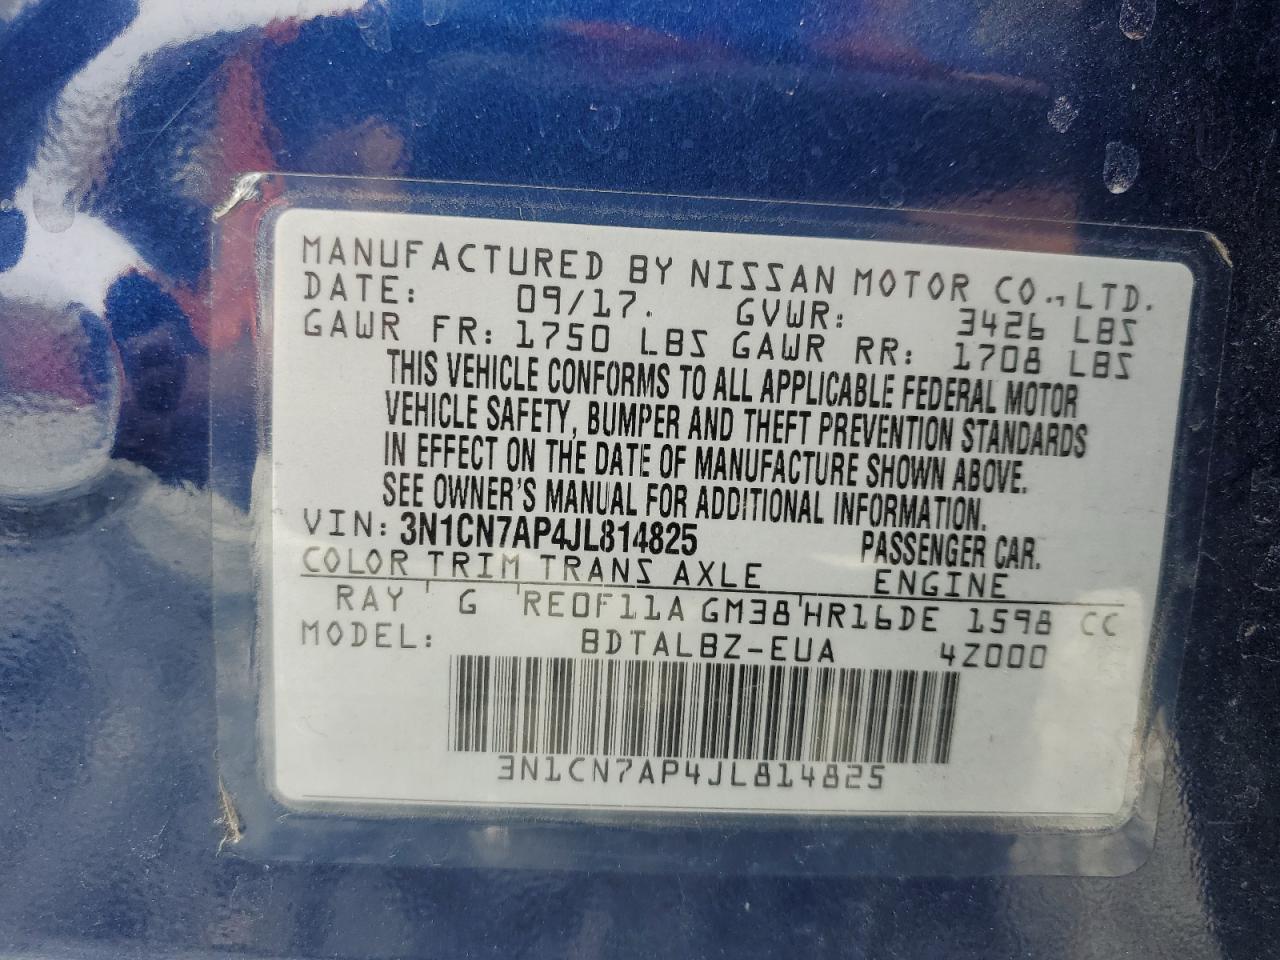 MANUFACTURED BY NISSAN MOTOR CO.,LTD.
DATE: 09/17. GVWR: 3426 LBS
GAWR FR: 1750 LBS GAWR RR: 1708 LBS
THIS VEHICLE CONFORMS TO ALL APPLICABLE FEDERAL MOTOR
VEHICLE SAFETY, BUMPER AND THEFT PREVENTION STANDARDS
IN EFFECT ON THE DATE OF MANUFACTURE SHOWN ABOVE.
SEE OWNER'S MANUAL FOR ADDITIONAL INFORMATION.
VIN: 3N1CN7AP4JL814825 PASSENGER CAR.
COLOR TRIM TRANS AXLE ENGINE
RAY G RE0F11A GM38 HR16DE 1598 CC
MODEL: BDTALBZ-EUA 4Z000
3N1CN7AP4JL814825